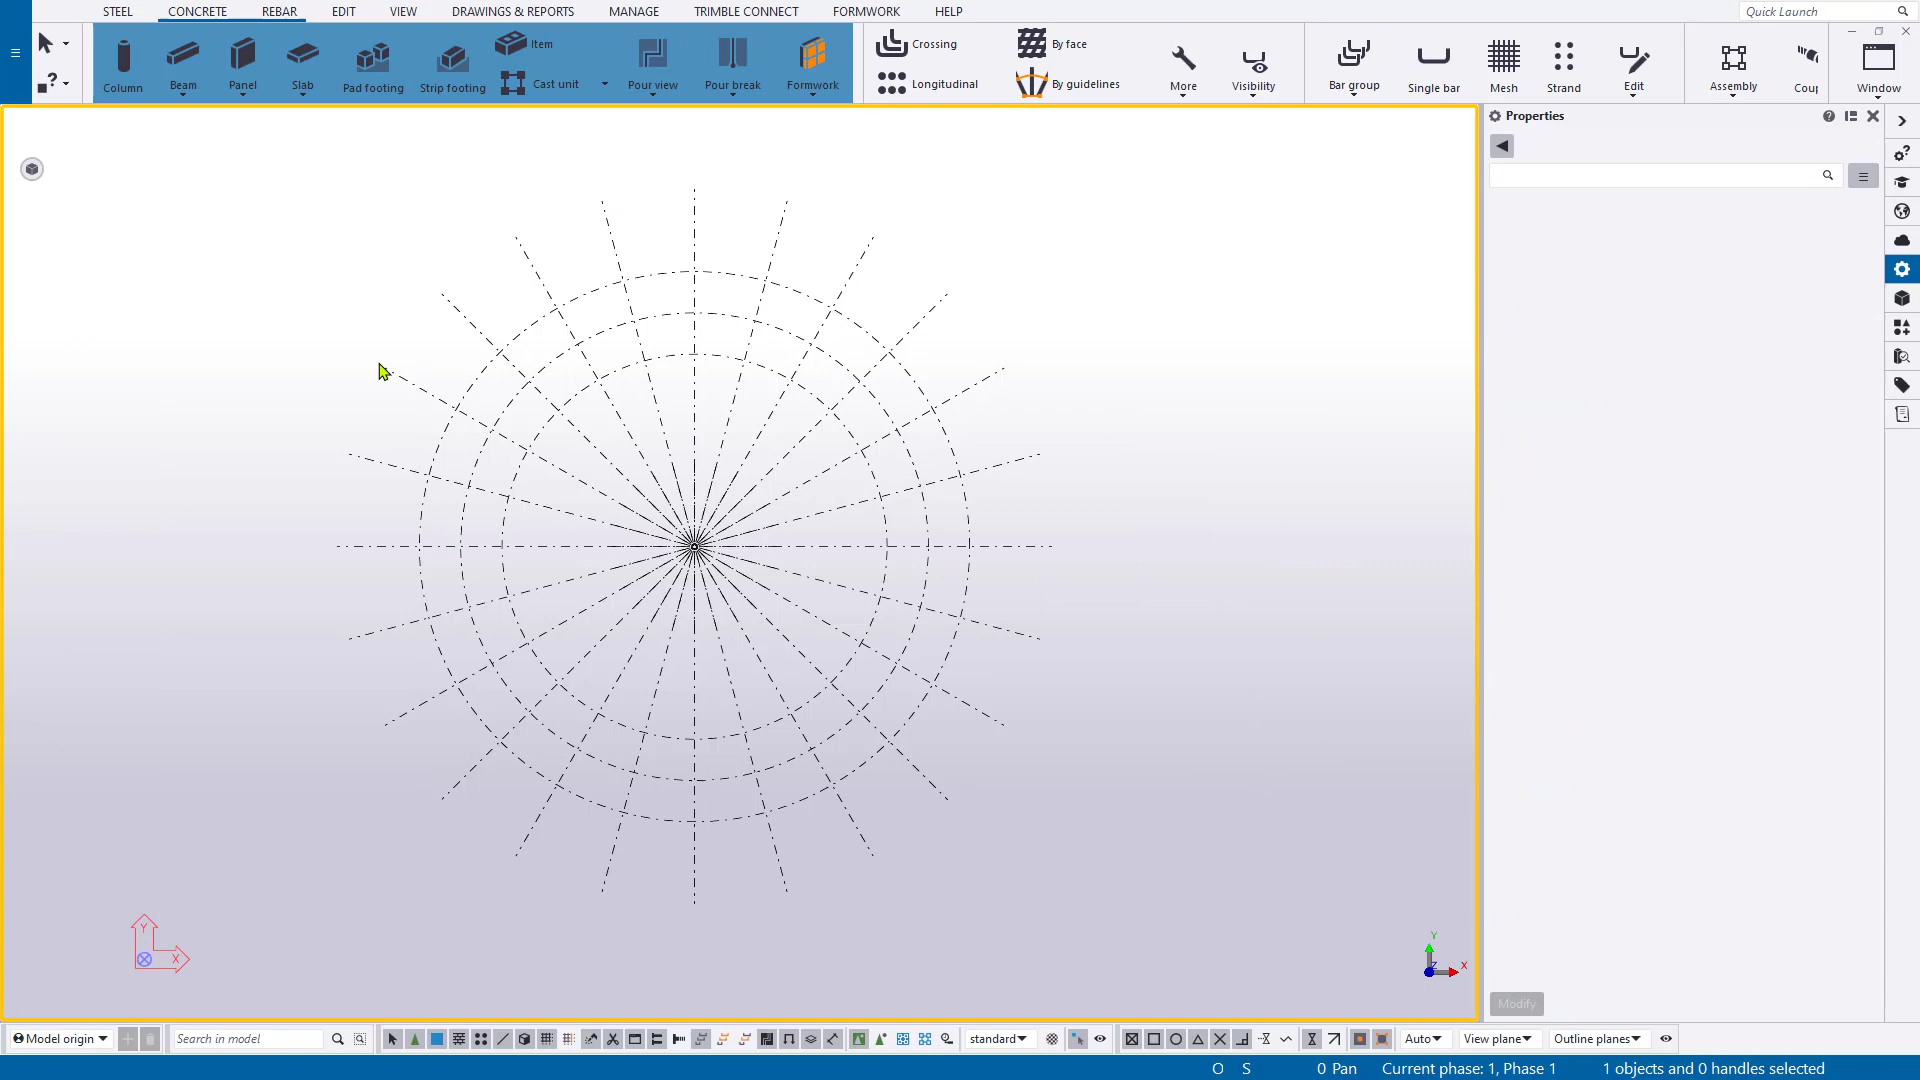 STEEL CONCRETE REBAR EDIT VIEW DRAWINGS & REPORTS MANAGE TRIMBLE CONNECT FORMWORK HELP Quick Launch
Item Crossing By face
Column Beam Panel Slab Pad footing Strip footing Cast unit Pour view Pour break Formwork Longitudinal By guidelines More Visibility Bar group Single bar Mesh Strand Edit Assembly Window
Properties
Y
X
Y
Z
X
Modify
Model origin Search in model standard Auto View plane Outline planes
O S 0 Pan Current phase: 1, Phase 1 1 objects and 0 handles selected